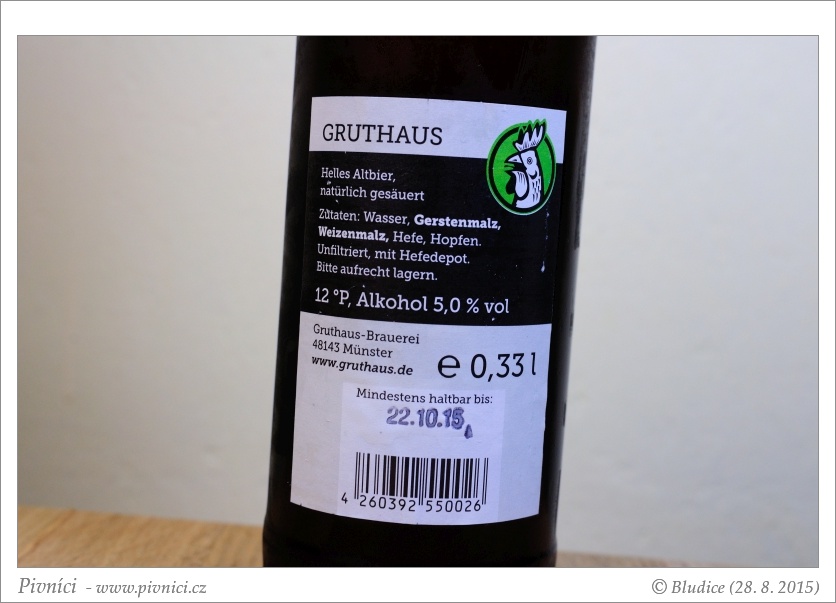 GRUTHAUS
Helles Altbier,
natürlich gesäuert
Zutaten: Wasser, Gerstenmalz,
Weizenmalz, Hefe, Hopfen.
Unfiltriert, mit Hefedepot.
Bitte aufrecht lagern.
12 °P, Alkohol 5,0 % vol
Gruthaus-Brauerei
48143 Münster
www.gruthaus.de
℮ 0,33 l
Mindestens haltbar bis:
22.10.15
4 260392 550026
Pivníci - www.pivnici.cz
© Bludice (28. 8. 2015)